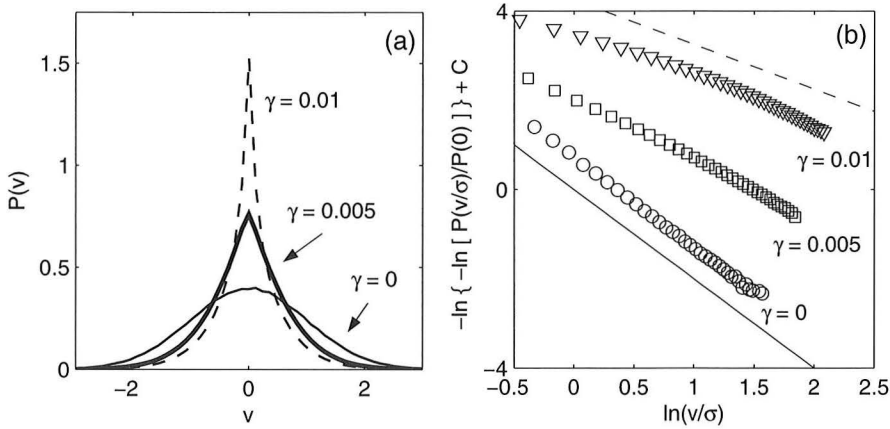 (a)
1.5
1
0.5
0
P(v)
γ = 0.01
γ = 0.005
γ = 0
−2
0
2
v
(b)
−4
0
−4
−ln { −ln [ P(v/σ)/P(0) ] } + C
γ = 0.01
γ = 0.005
γ = 0
−0.5
0
0.5
1
1.5
2
2.5
ln(v/σ)